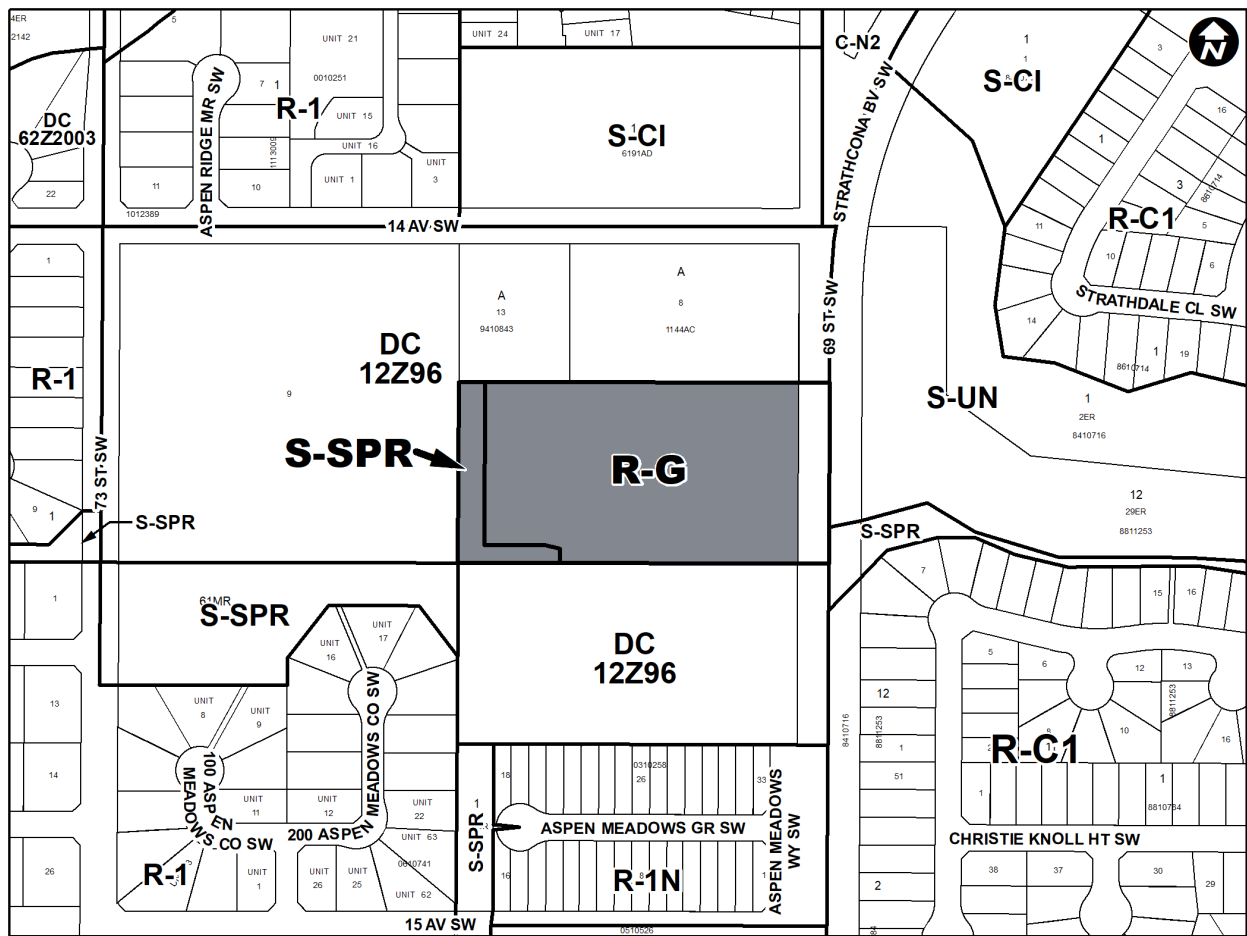 4ER
2142
5
UNIT 21
0010251
UNIT 24
UNIT 17
C-N2
1
1
S-CI
3
N
DC
62Z2003
22
7
1
R-1
UNIT 15
UNIT 16
UNIT 1
UNIT
3
11
10
1113009
1012389
ASPEN RIDGE MR SW
S-CI
1
6191AD
STRATHCONA BV SW
16
1
3
8610714
R-C1
11
5
10
6
14 AV SW
STRATHDALE CL SW
14
1
19
8610714
1
A
13
9410843
A
8
1144AC
69 ST SW
DC
12Z96
9
R-1
73 ST SW
S-UN
1
2ER
8410716
S-SPR
R-G
9
1
S-SPR
12
29ER
8811253
S-SPR
7
15
16
1
61MR
S-SPR
UNIT
16
UNIT
17
DC
12Z96
5
6
12
13
8811253
13
14
UNIT
8
UNIT
9
12
8811253
8410716
1
51
R-C1
8
10
16
1
1
8810784
100 ASPEN
MEADOWS CO SW
UNIT
11
UNIT
12
200 ASPEN MEADOWS CO SW
UNIT
22
UNIT 63
0610741
18
0310258
26
33
S-SPR
1
ASPEN MEADOWS GR SW
ASPEN MEADOWS
WY SW
CHRISTIE KNOLL HT SW
26
R-1
UNIT
1
UNIT
26
UNIT
25
UNIT 62
16
8
R-1N
1
2
38
37
30
29
15 AV SW
0510526
84